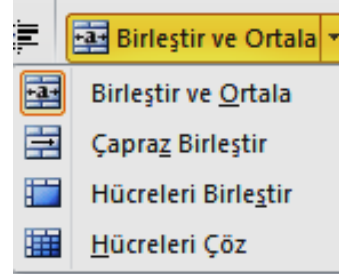 Birleştir ve Ortala
Birleştir ve Ortala
Çapraz Birleştir
Hücreleri Birleştir
Hücreleri Çöz